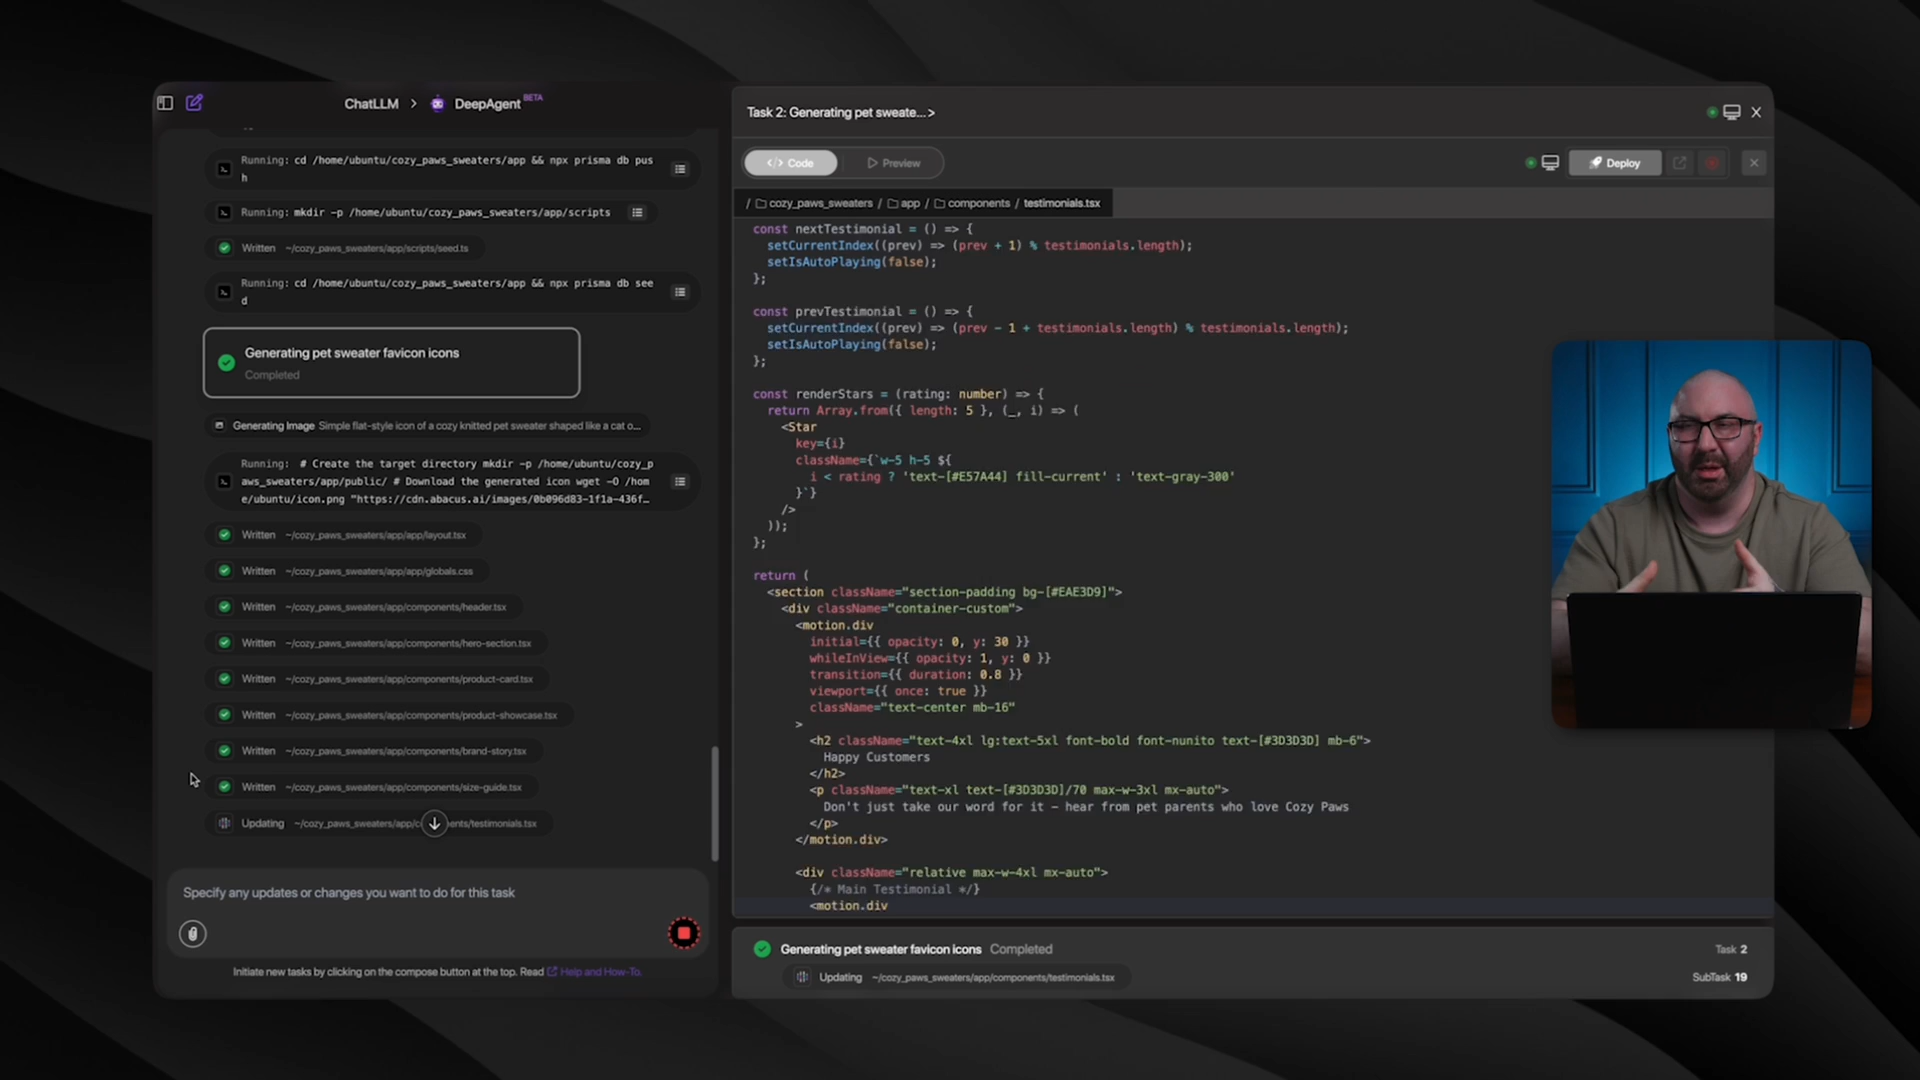 ChatLLM > DeepAgent BETA
Running: cd /home/ubuntu/cozy_paws_sweaters/app && npx prisma db pus
h
Running: mkdir -p /home/ubuntu/cozy_paws_sweaters/app/scripts
Written ~/cozy_paws_sweaters/app/scripts/seed.ts
Running: cd /home/ubuntu/cozy_paws_sweaters/app && npx prisma db see
d
Generating pet sweater favicon icons
Completed
Generating Image Simple flat-style icon of a cozy knitted pet sweater shaped like a cat o...
Running: # Create the target directory mkdir -p /home/ubuntu/cozy_p
aws_sweaters/app/public/ # Download the generated icon wget -O /hom
e/ubuntu/icon.png "https://cdn.abacus.ai/images/0b096d83-1f1a-436f…
Written ~/cozy_paws_sweaters/app/app/layout.tsx
Written ~/cozy_paws_sweaters/app/app/globals.css
Written ~/cozy_paws_sweaters/app/components/header.tsx
Written ~/cozy_paws_sweaters/app/components/hero-section.tsx
Written ~/cozy_paws_sweaters/app/components/product-card.tsx
Written ~/cozy_paws_sweaters/app/components/product-showcase.tsx
Written ~/cozy_paws_sweaters/app/components/brand-story.tsx
Written ~/cozy_paws_sweaters/app/components/size-guide.tsx
Updating ~/cozy_paws_sweaters/app/c ents/testimonials.tsx
Specify any updates or changes you want to do for this task
Initiate new tasks by clicking on the compose button at the top. Read Help and How-To.
Task 2: Generating pet sweate... >
</> Code
Preview
Deploy
/ cozy_paws_sweaters / app / components / testimonials.tsx
const nextTestimonial = () => {
setCurrentIndex((prev) => (prev + 1) % testimonials.length);
setIsAutoPlaying(false);
};
const prevTestimonial = () => {
setCurrentIndex((prev) => (prev - 1 + testimonials.length) % testimonials.length);
setIsAutoPlaying(false);
};
const renderStars = (rating: number) => {
return Array.from({ length: 5 }, (_, i) => (
<Star
key={i}
className={`w-5 h-5 ${
i < rating ? 'text-[#E57A44] fill-current' : 'text-gray-300'
}`}
/>
));
};
return (
<section className="section-padding bg-[#EAE3D9]">
<div className="container-custom">
<motion.div
initial={{ opacity: 0, y: 30 }}
whileInView={{ opacity: 1, y: 0 }}
transition={{ duration: 0.8 }}
viewport={{ once: true }}
className="text-center mb-16"
>
<h2 className="text-4xl lg:text-5xl font-bold font-nunito text-[#3D3D3D] mb-6">
Happy Customers
</h2>
<p className="text-xl text-[#3D3D3D]/70 max-w-3xl mx-auto">
Don't just take our word for it – hear from pet parents who love Cozy Paws
</p>
</motion.div>
<div className="relative max-w-4xl mx-auto">
{/* Main Testimonial */}
<motion.div
Generating pet sweater favicon icons Completed
Task 2
Updating ~/cozy_paws_sweaters/app/components/testimonials.tsx
SubTask 19